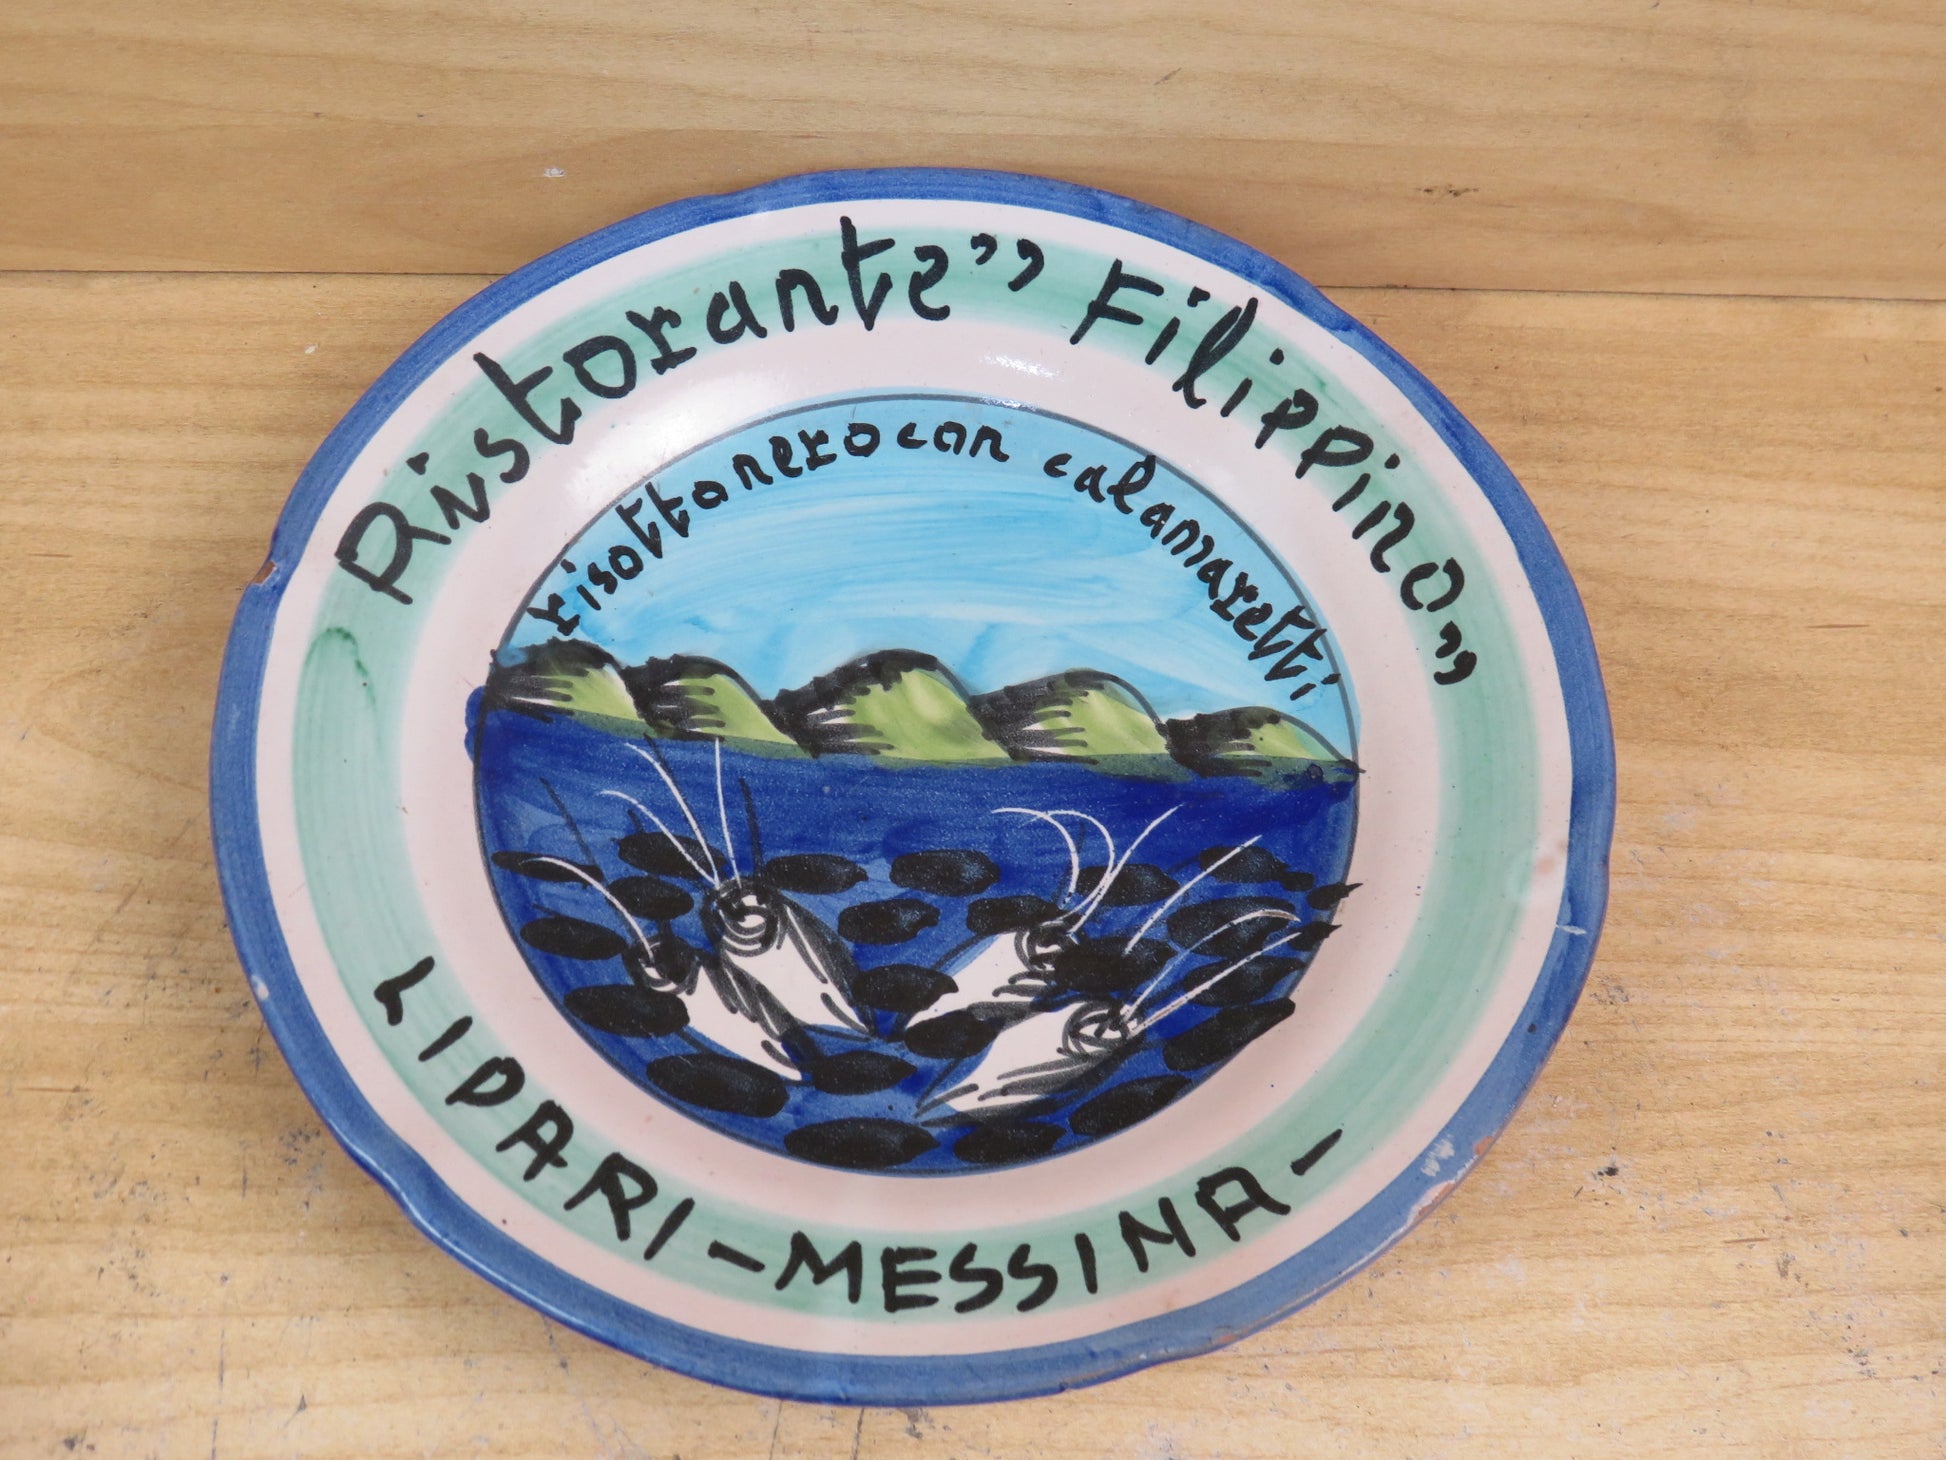 Ristorante” Filippino”
risotto nero con calamaretti
LIPARI – MESSINA –